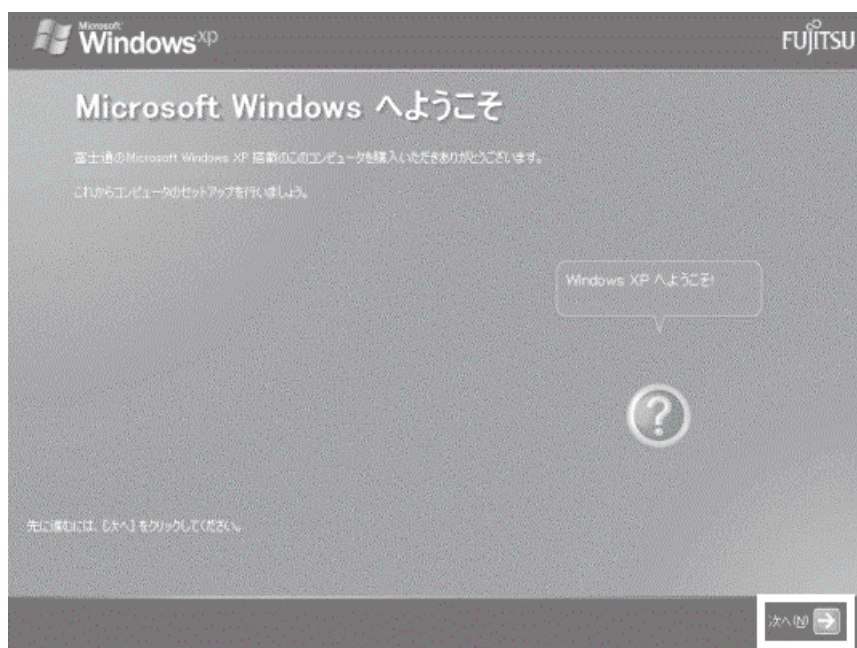 Microsoft
Windows xp
FUJITSU
Microsoft Windows へようこそ
富士通のMicrosoft Windows XP 搭載のこのコンピュータを購入いただきありがとうございます。
これからコンピュータのセットアップを行いましょう。
Windows XP へようこそ!
先に進むには、[次へ] をクリックしてください。
次へ(N)